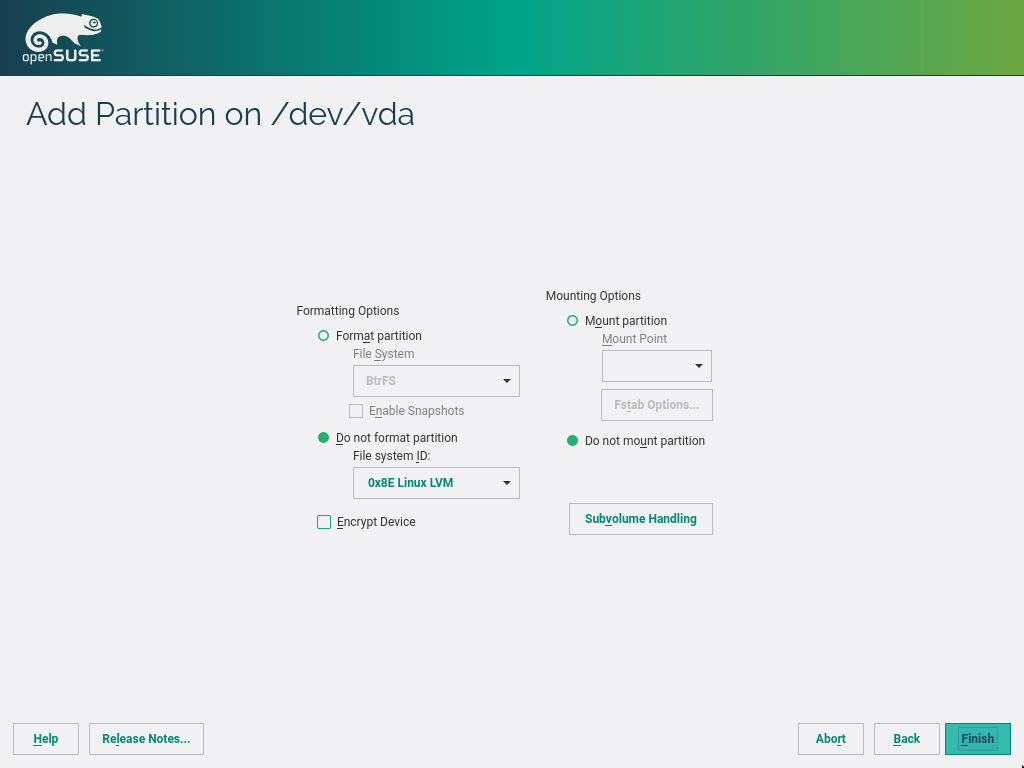 openSUSE
Add Partition on /dev/vda
Formatting Options
Format partition
File System
BtrFS
Enable Snapshots
Do not format partition
File system ID:
0x8E Linux LVM
Encrypt Device
Mounting Options
Mount partition
Mount Point
Fstab Options...
Do not mount partition
Subvolume Handling
Help
Release Notes...
Abort
Back
Finish